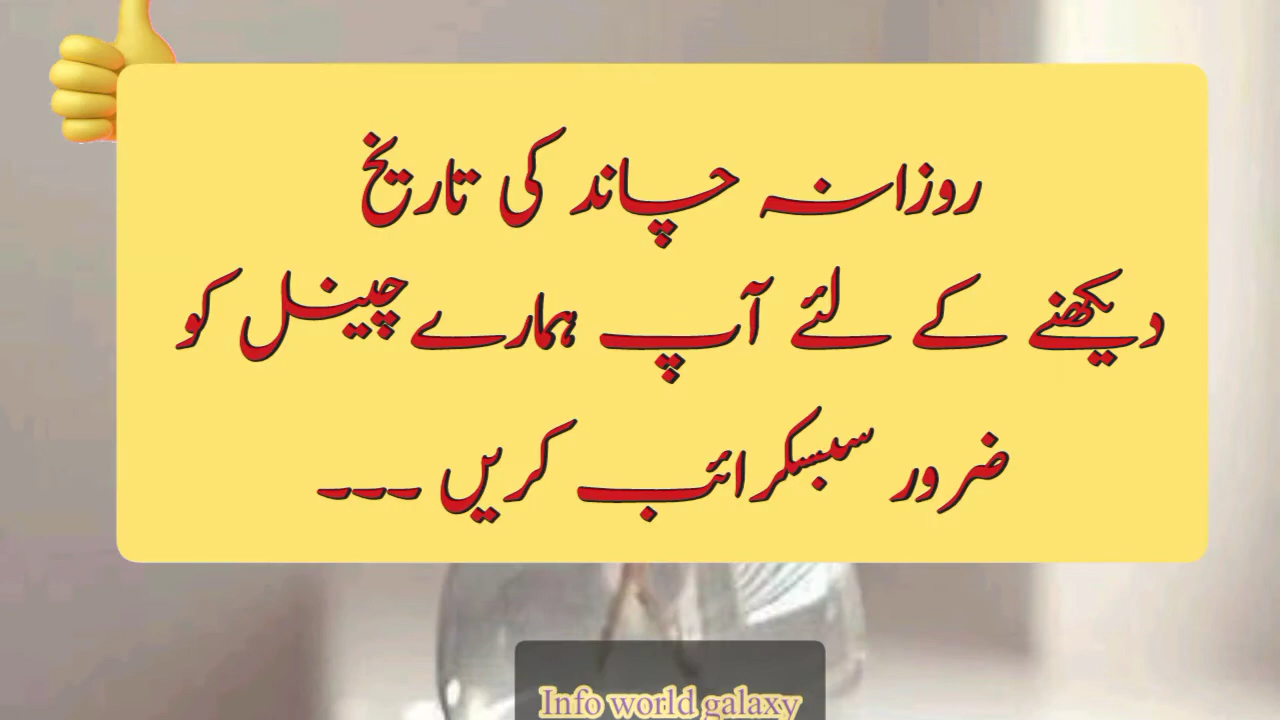 روزانہ چاند کی تاریخ
دیکھنے کے لئے آپ ہمارے چینل کو
ضرور سبسکرائب کریں ۔۔۔
Info world galaxy